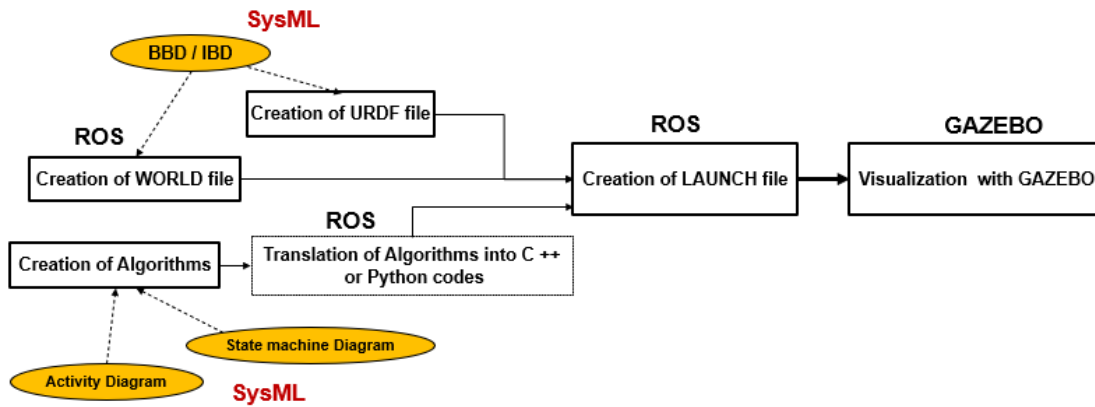 SysML
BBD / IBD
Creation of URDF file
ROS
Creation of WORLD file
ROS
Creation of LAUNCH file
GAZEBO
Visualization with GAZEBO
ROS
Creation of Algorithms
Translation of Algorithms into C ++
or Python codes
State machine Diagram
Activity Diagram
SysML